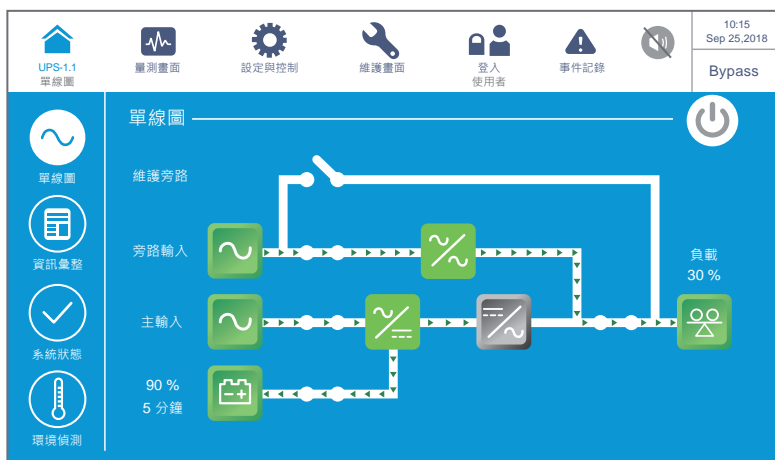 UPS-1.1
單線圖
量測畫面
設定與控制
維護畫面
登入
使用者
事件記錄
10:15
Sep 25,2018
Bypass
單線圖
資訊彙整
系統狀態
環境偵測
單線圖
維護旁路
旁路輸入
主輸入
90 %
5 分鐘
負載
30 %